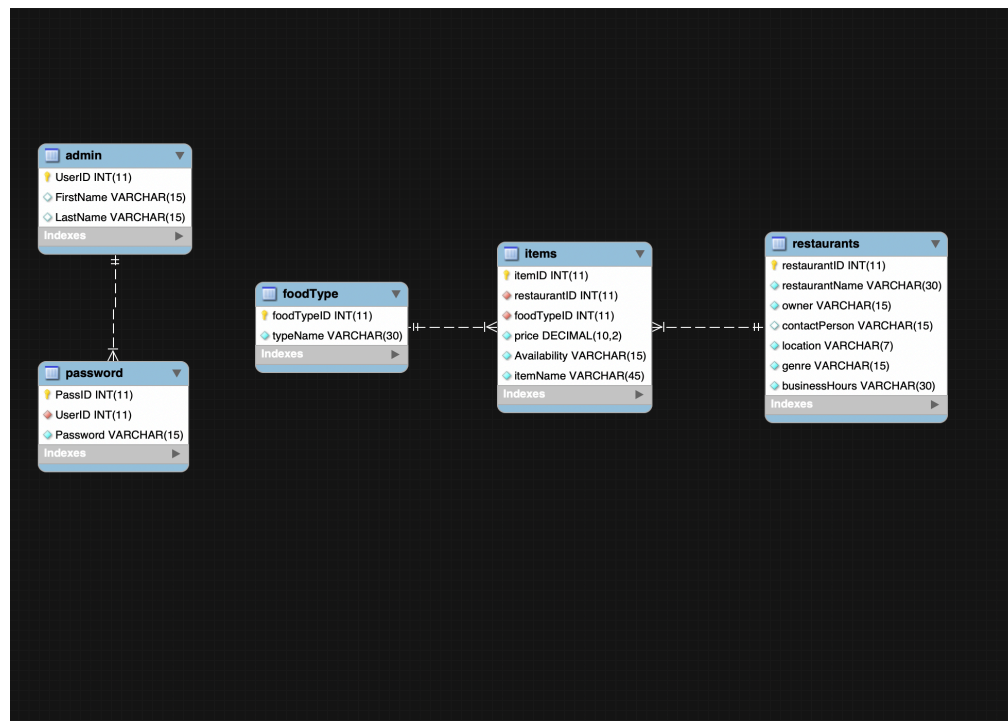 admin
UserID INT(11)
FirstName VARCHAR(15)
LastName VARCHAR(15)
Indexes
password
PassID INT(11)
UserID INT(11)
Password VARCHAR(15)
Indexes
foodType
foodTypeID INT(11)
typeName VARCHAR(30)
Indexes
items
itemID INT(11)
restaurantID INT(11)
foodTypeID INT(11)
price DECIMAL(10,2)
Availability VARCHAR(15)
itemName VARCHAR(45)
Indexes
restaurants
restaurantID INT(11)
restaurantName VARCHAR(30)
owner VARCHAR(15)
contactPerson VARCHAR(15)
location VARCHAR(7)
genre VARCHAR(15)
businessHours VARCHAR(30)
Indexes